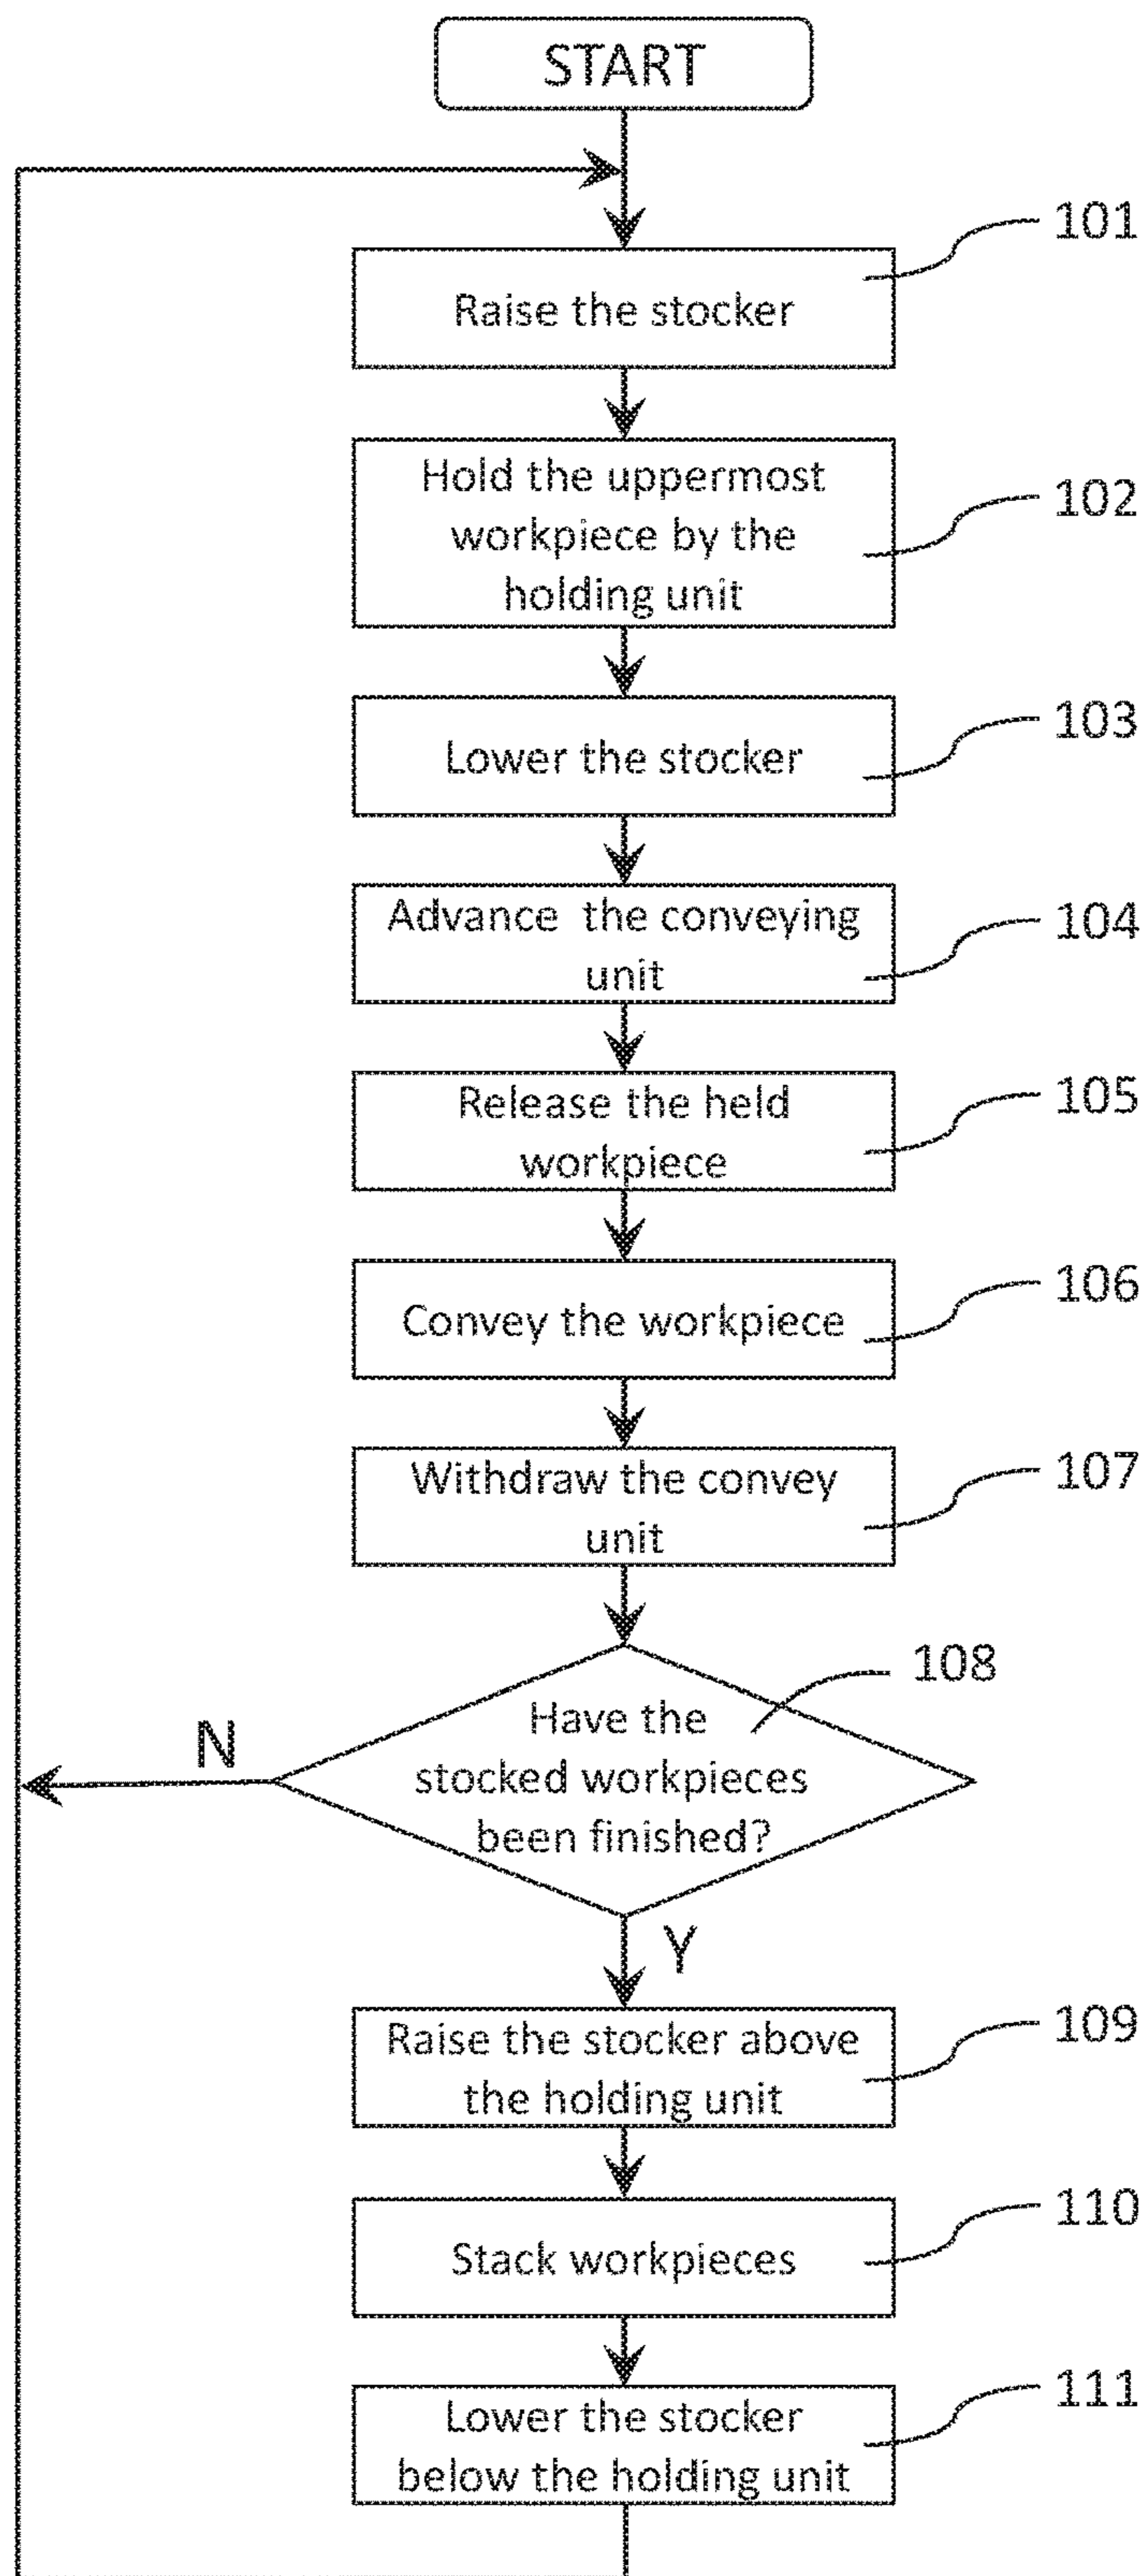 START
101
Raise the stocker
Hold the uppermost
workpiece by the
holding unit
102
103
Lower the stocker
Advance the conveying
unit
104
Release the held
workpiece
105
106
Convey the workpiece
Withdraw the convey
unit
107
108
Have the
stocked workpieces
been finished?
N
Y
Raise the stocker above
the holding unit
109
110
Stack workpieces
111
Lower the stocker
below the holding unit